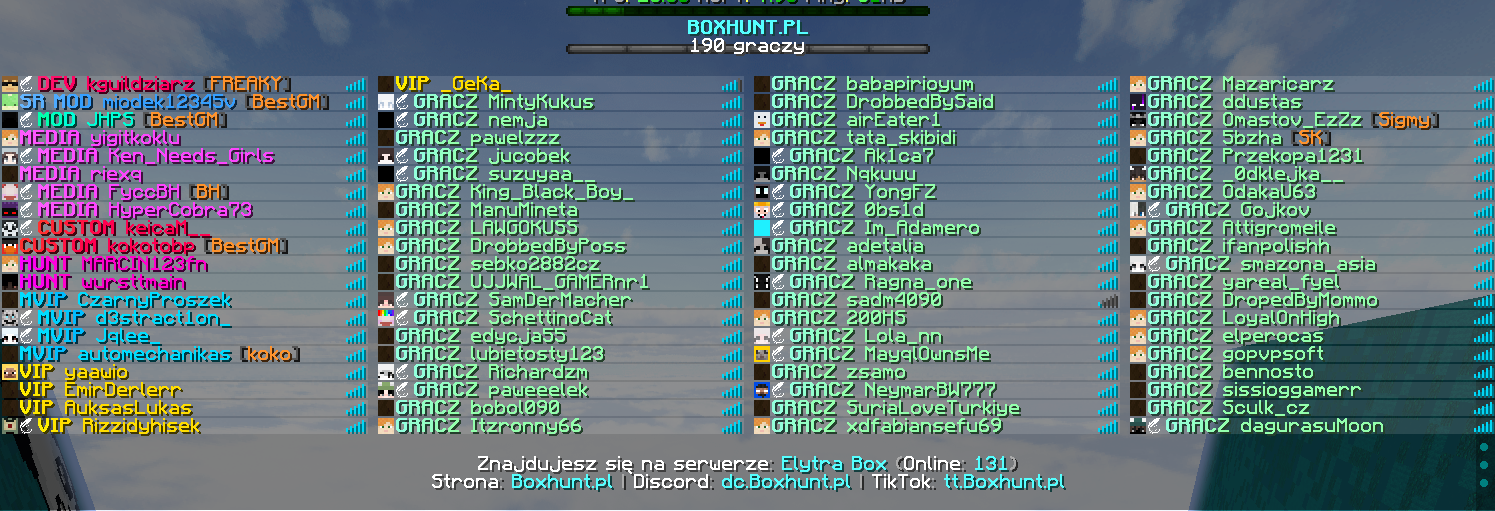 BOXHUNT.PL
190 graczy
DEV kguildziarz [FREAKY]
SR MOD miodek12345v [BestGM]
MOD JHPS [BestGM]
MEDIA yigitkoklu
MEDIA Ken_Needs_Girls
MEDIA riexq
MEDIA FyccBH [BH]
MEDIA HyperCobra73
CUSTOM keicaM__
CUSTOM kokotobp [BestGM]
HUNT MARCIN123fn
HUNT wursttmain
MVIP CzarnyProszek
MVIP d3stract1on_
MVIP Jqlee_
MVIP automechanikas [koko]
VIP yaawio
VIP EmirDerlerr
VIP AuksasLukas
VIP Rizzidyhisek
VIP _GeKa_
GRACZ MintyKukus
GRACZ nemja
GRACZ pawelzzz
GRACZ jucobek
GRACZ suzuyaa__
GRACZ King_Black_Boy_
GRACZ ManuMineta
GRACZ LAWGOKUSS
GRACZ DrobbedByPoss
GRACZ sebko2882cz
GRACZ UJJWAL_GAMERnr1
GRACZ SamDerMacher
GRACZ SchettinoCat
GRACZ edycja55
GRACZ lubietosty123
GRACZ Richardzm
GRACZ paweeelek
GRACZ bobol090
GRACZ Itzronny66
GRACZ babapirioyum
GRACZ DrobbedBySaid
GRACZ airEater1
GRACZ tata_skibidi
GRACZ Ak1ca7
GRACZ Nqkuuu
GRACZ YongFZ
GRACZ 0bs1d
GRACZ Im_Adamero
GRACZ adetalia
GRACZ almakaka
GRACZ Ragna_one
GRACZ sadm4090
GRACZ 200HS
GRACZ Lola_nn
GRACZ MayqlOwnsMe
GRACZ zsamo
GRACZ NeymarBW777
GRACZ SuriaLoveTurkiye
GRACZ xdfabiansefu69
GRACZ Mazaricarz
GRACZ ddustas
GRACZ Omastov_EzZz [Sigmy]
GRACZ 5bzha [SK]
GRACZ Przekopa1231
GRACZ _0dklejka__
GRACZ OdakaU63
GRACZ Gojkov
GRACZ Attigromeile
GRACZ ifanpolishh
GRACZ smazona_asia
GRACZ yareal_fyel
GRACZ DropedByMommo
GRACZ LoyalOnHigh
GRACZ elperocas
GRACZ gopvpsoft
GRACZ bennosto
GRACZ sissioggamerr
GRACZ Sculk_cz
GRACZ dagurasuMoon
Znajdujesz się na serwerze: Elytra Box (Online: 131)
Strona: Boxhunt.pl | Discord: dc.Boxhunt.pl | TikTok: tt.Boxhunt.pl